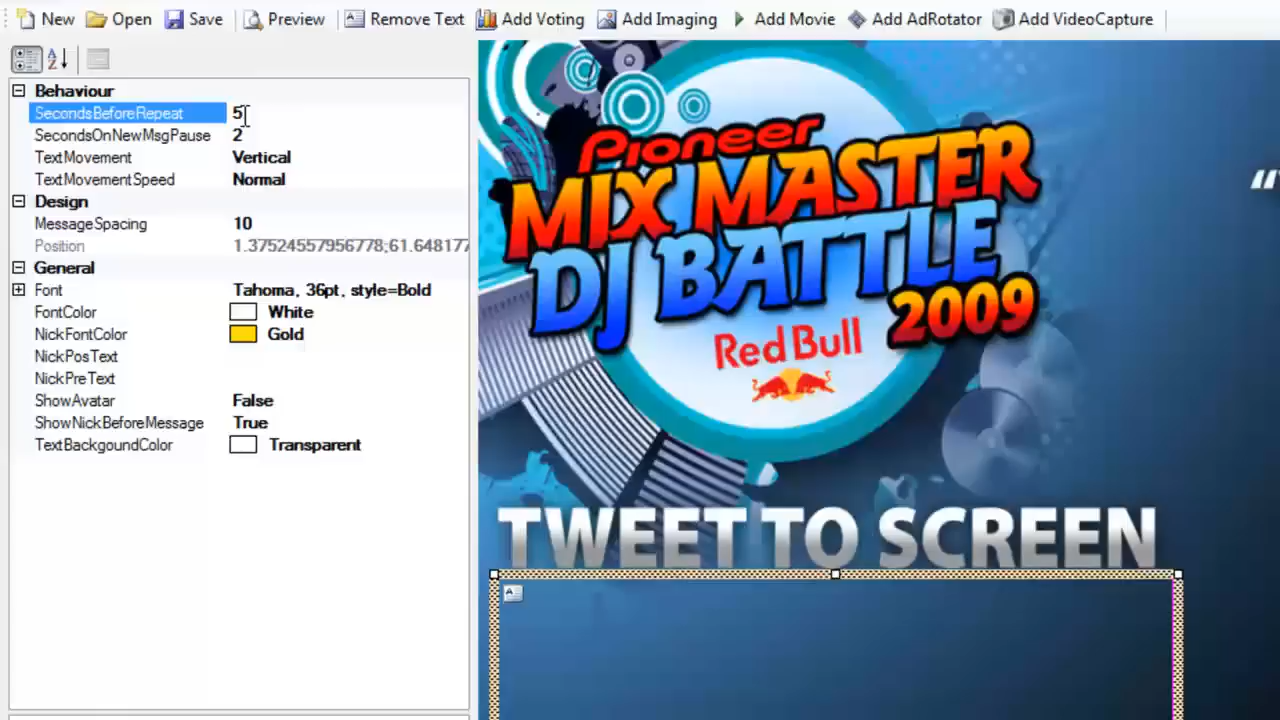 New Open Save Preview Remove Text Add Voting Add Imaging Add Movie Add AdRotator Add VideoCapture
Behaviour
SecondsBeforeRepeat 5
SecondsOnNewMsgPause 2
TextMovement Vertical
TextMovementSpeed Normal
Design
MessageSpacing 10
Position 1.37524557956778;61.648177
General
Font Tahoma, 36pt, style=Bold
FontColor White
NickFontColor Gold
NickPosText
NickPreText
ShowAvatar False
ShowNickBeforeMessage True
TextBackgoundColor Transparent
Pioneer
MIX MASTER
DJ BATTLE
2009
Red Bull
TWEET TO SCREEN